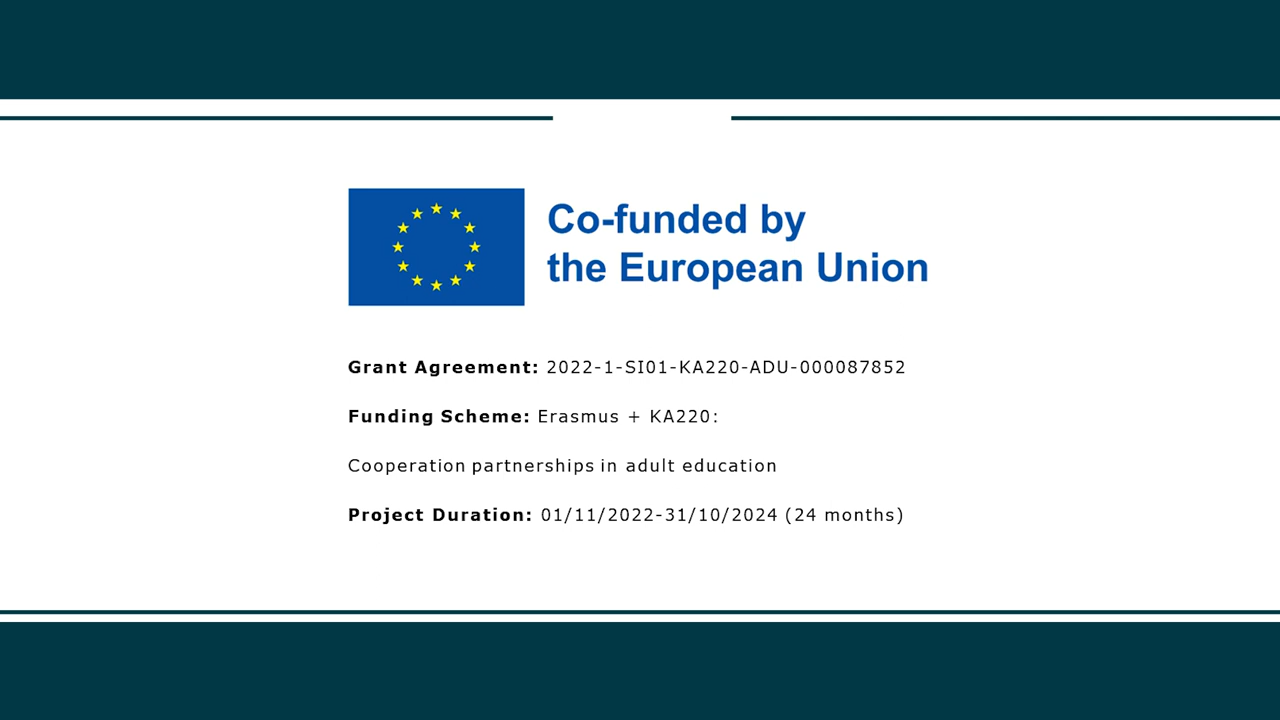 Co-funded by
the European Union
Grant Agreement: 2022-1-SI01-KA220-ADU-000087852
Funding Scheme: Erasmus + KA220:
Cooperation partnerships in adult education
Project Duration: 01/11/2022-31/10/2024 (24 months)